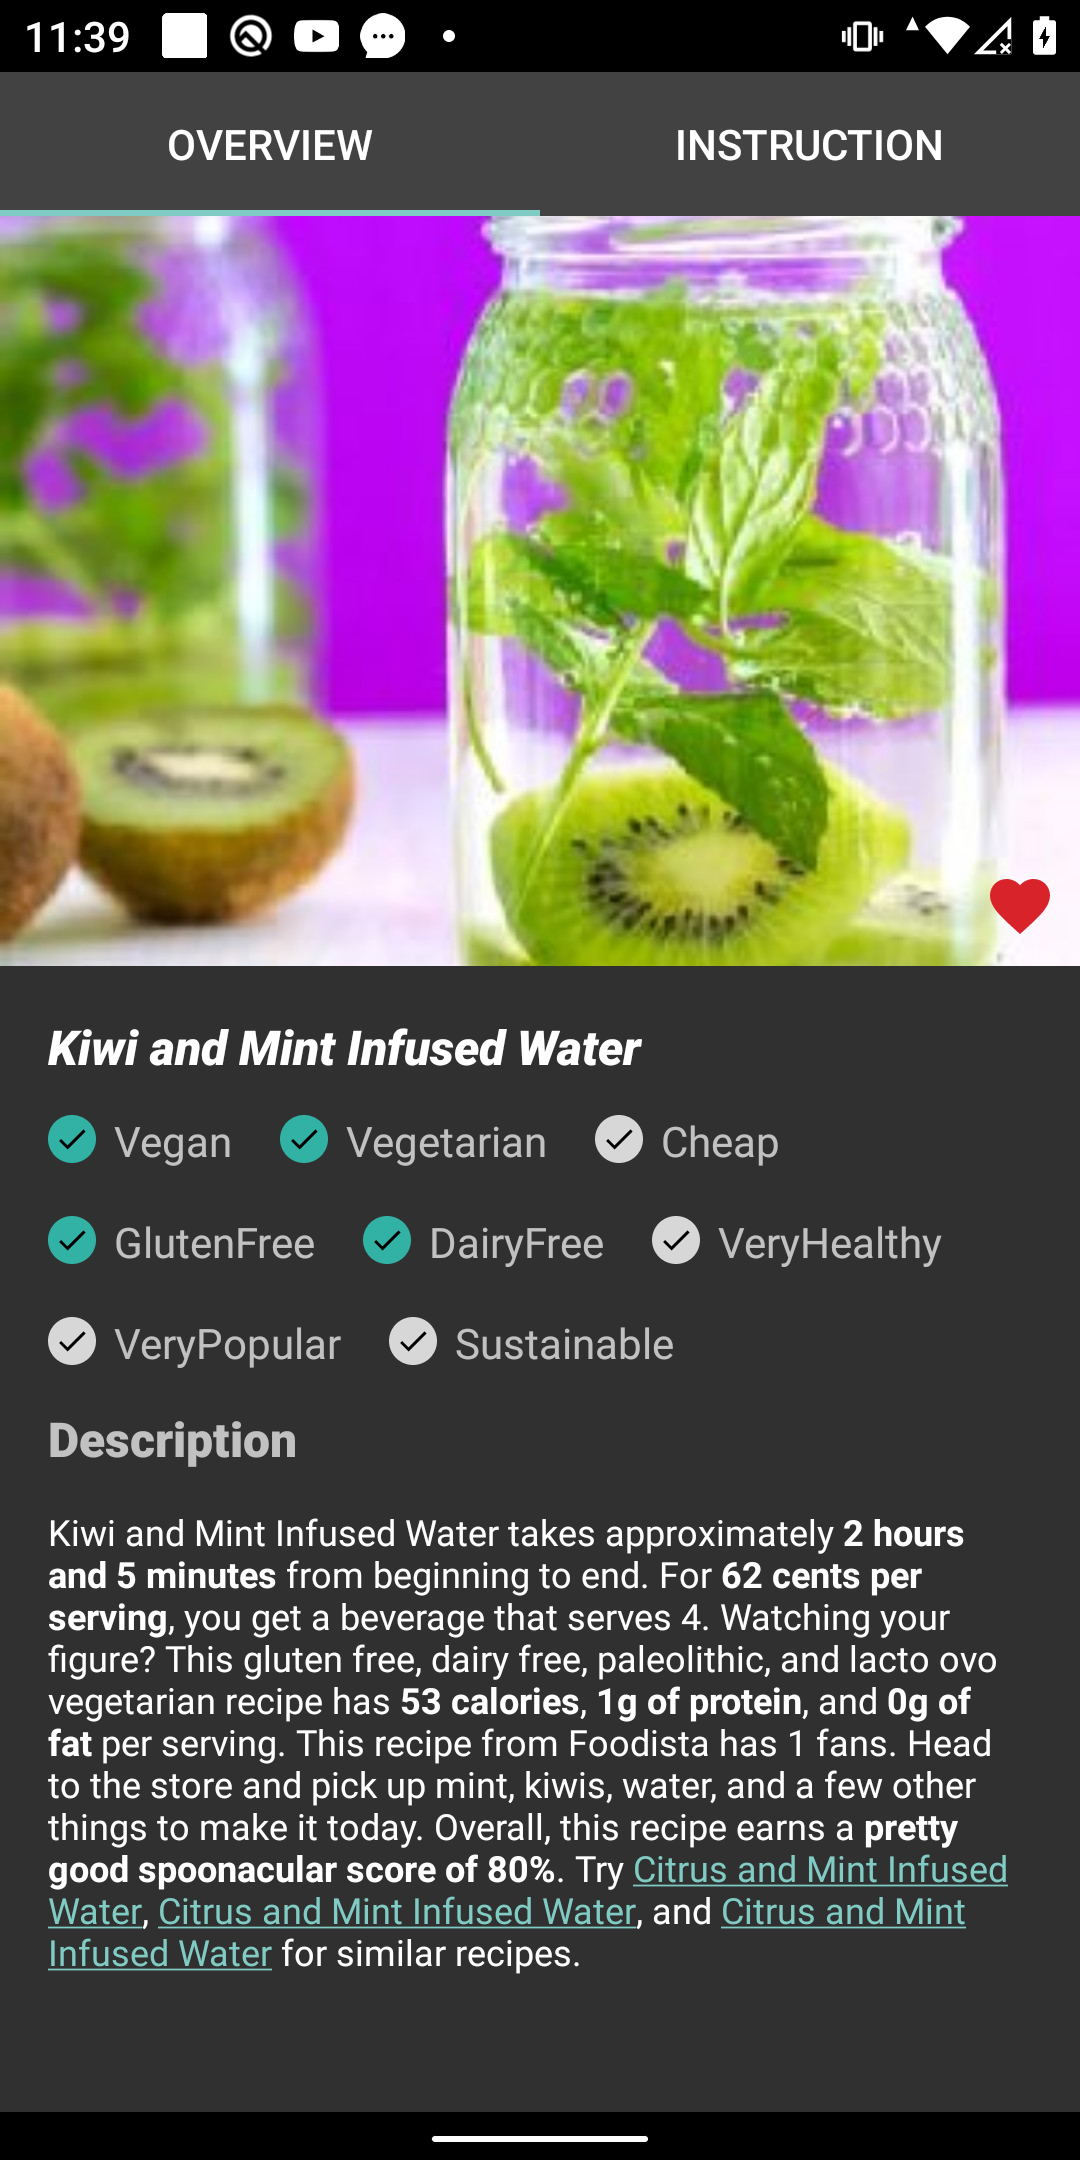 11:39
OVERVIEW
INSTRUCTION
Kiwi and Mint Infused Water
Vegan
Vegetarian
Cheap
GlutenFree
DairyFree
VeryHealthy
VeryPopular
Sustainable
Description
Kiwi and Mint Infused Water takes approximately 2 hours
and 5 minutes from beginning to end. For 62 cents per
serving, you get a beverage that serves 4. Watching your
figure? This gluten free, dairy free, paleolithic, and lacto ovo
vegetarian recipe has 53 calories, 1g of protein, and 0g of
fat per serving. This recipe from Foodista has 1 fans. Head
to the store and pick up mint, kiwis, water, and a few other
things to make it today. Overall, this recipe earns a pretty
good spoonacular score of 80%. Try Citrus and Mint Infused
Water, Citrus and Mint Infused Water, and Citrus and Mint
Infused Water for similar recipes.